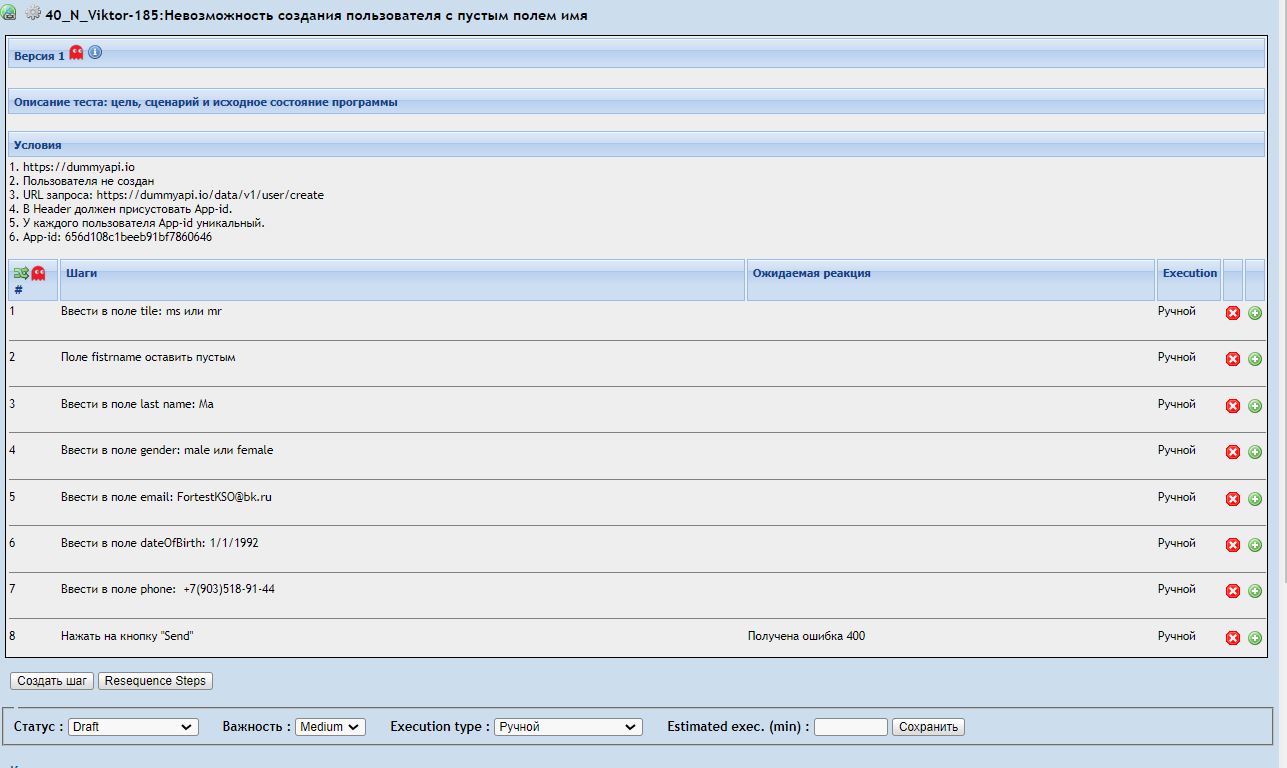 40_N_Viktor-185:Невозможность создания пользователя с пустым полем имя
Версия 1
Описание теста: цель, сценарий и исходное состояние программы
Условия
1. https://dummyapi.io
2. Пользователя не создан
3. URL запроса: https://dummyapi.io/data/v1/user/create
4. В Header должен присустовать App-id.
5. У каждого пользователя App-id уникальный.
6. App-id: 656d108c1beeb91bf7860646
# Шаги Ожидаемая реакция Execution
1 Ввести в поле tile: ms или mr Ручной
2 Поле fistrname оставить пустым Ручной
3 Ввести в поле last name: Ma Ручной
4 Ввести в поле gender: male или female Ручной
5 Ввести в поле email: FortestKSO@bk.ru Ручной
6 Ввести в поле dateOfBirth: 1/1/1992 Ручной
7 Ввести в поле phone: +7(903)518-91-44 Ручной
8 Нажать на кнопку "Send" Получена ошибка 400 Ручной
Создать шаг Resequence Steps
Статус : Draft Важность : Medium Execution type : Ручной Estimated exec. (min) : Сохранить